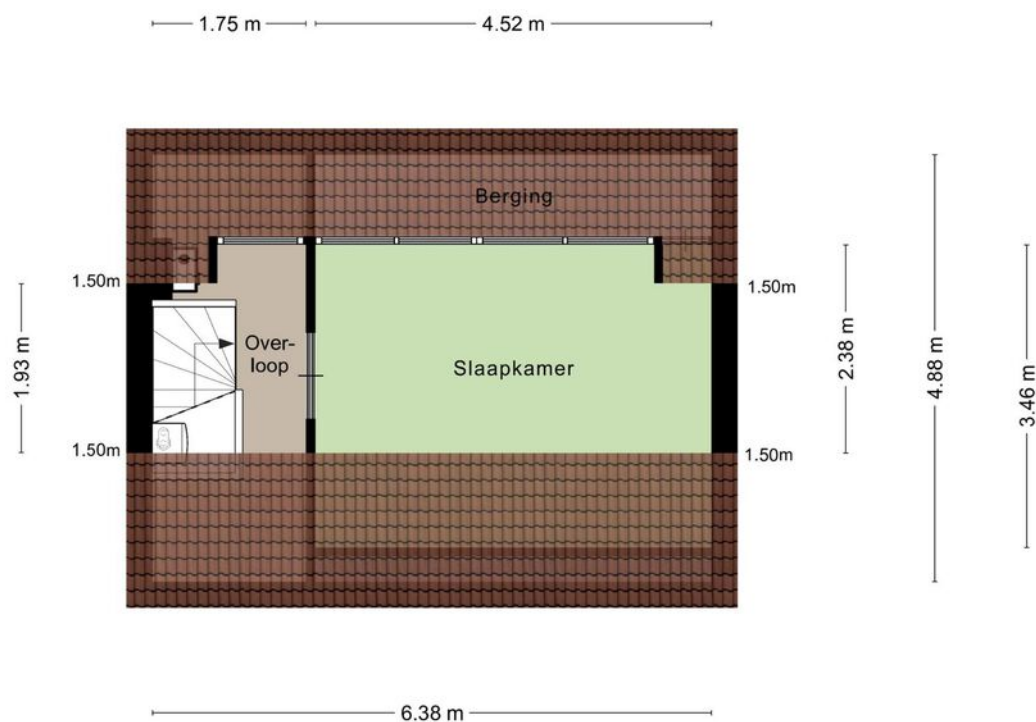 1.75 m
4.52 m
Berging
1.50m
1.50m
1.93 m
Over-
loop
Slaapkamer
2.38 m
4.88 m
3.46 m
1.50m
1.50m
6.38 m